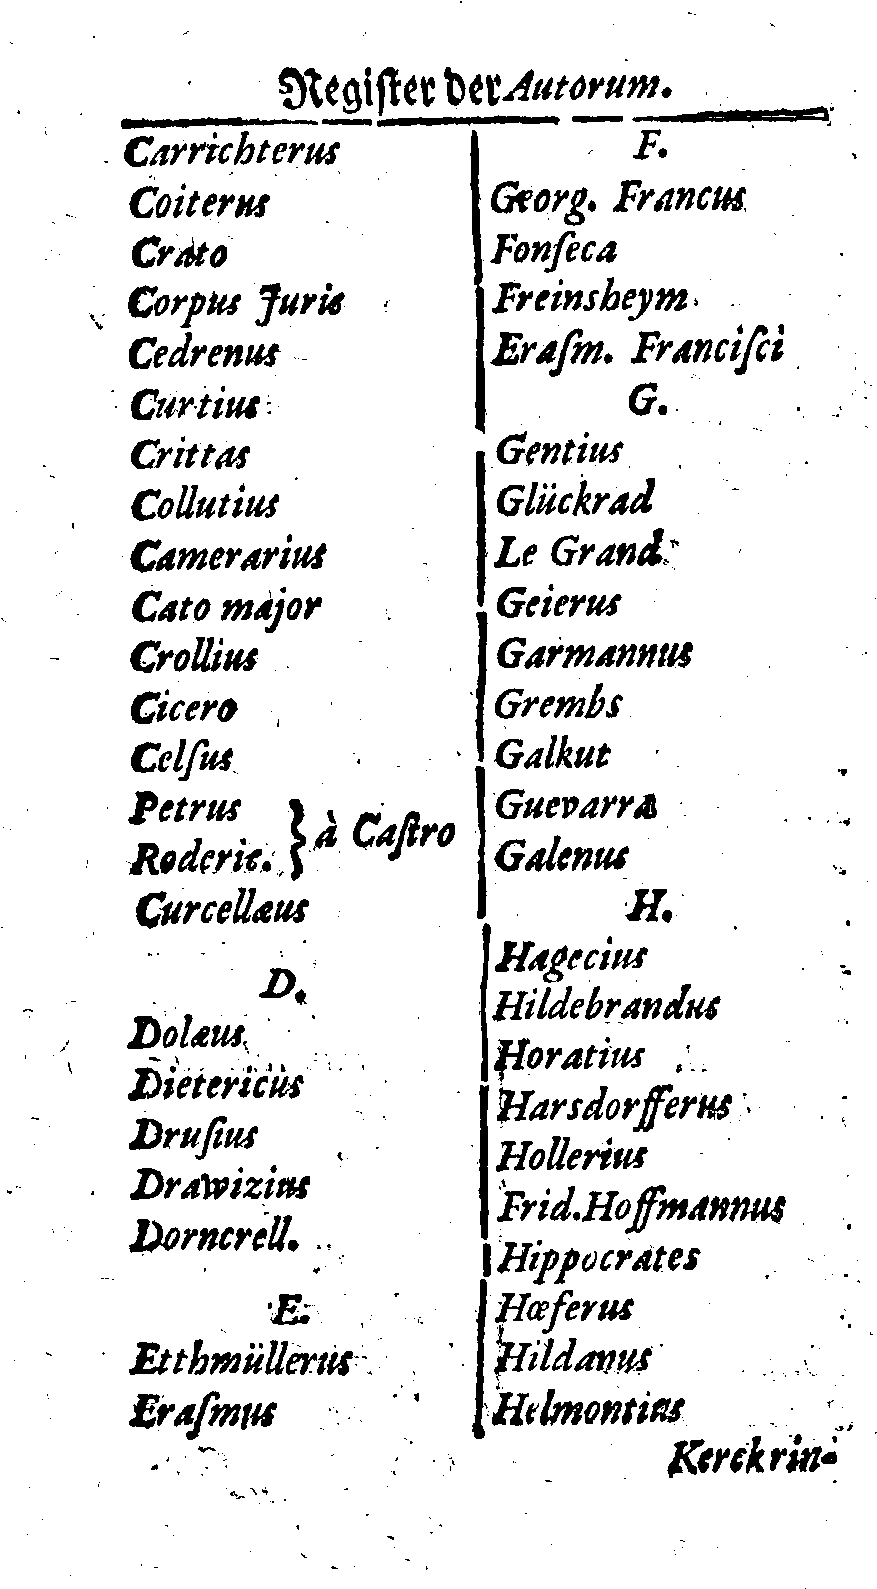 Regiſter der Autorum.
Carrichterus
Coiterus
Crato
Corpus Juris
Cedrenus
Curtius
Crittas
Collutius
Camerarius
Cato major
Crollius
Cicero
Celſus
Petrus
Roderic. } à Caſtro
Curcellæus
D.
Dolæus
Dietericus
Druſius
Drawizius
Dorncrell.
E.
Etthmüllerus
Eraſmus
F.
Georg. Francus
Fonſeca
Freinsheym
Eraſm. Franciſci
G.
Gentius
Glückrad
Le Grand
Geierus
Garmannus
Grembs
Galkut
Guevarra
Galenus
H.
Hagecius
Hildebrandus
Horatius
Harsdorfferus
Hollerius
Frid. Hoffmannus
Hippocrates
Hœferus
Hildanus
Helmontius
Kerckrin-